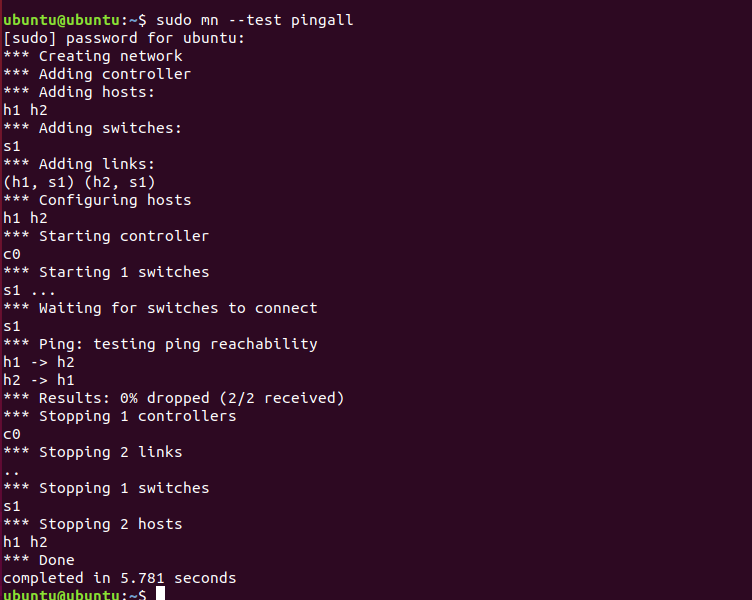 ubuntu@ubuntu:~$ sudo mn --test pingall
[sudo] password for ubuntu:
*** Creating network
*** Adding controller
*** Adding hosts:
h1 h2
*** Adding switches:
s1
*** Adding links:
(h1, s1) (h2, s1)
*** Configuring hosts
h1 h2
*** Starting controller
c0
*** Starting 1 switches
s1 ...
*** Waiting for switches to connect
s1
*** Ping: testing ping reachability
h1 -> h2
h2 -> h1
*** Results: 0% dropped (2/2 received)
*** Stopping 1 controllers
c0
*** Stopping 2 links
..
*** Stopping 1 switches
s1
*** Stopping 2 hosts
h1 h2
*** Done
completed in 5.781 seconds
ubuntu@ubuntu:~$